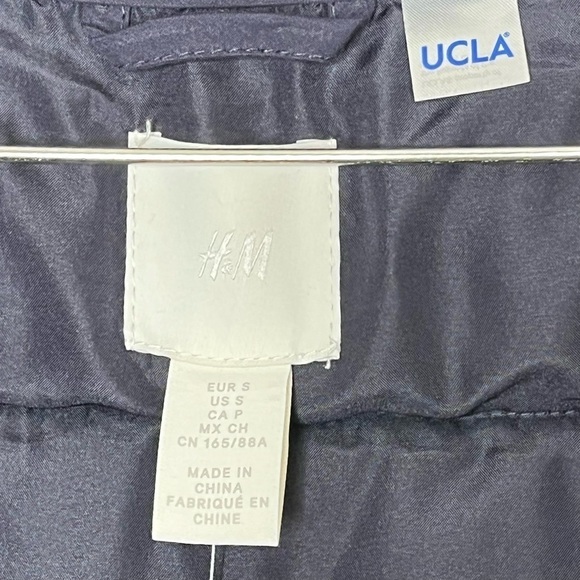 UCLA
H&M
EUR S
US S
CA P
MX CH
CN 165/88A
MADE IN
CHINA
FABRIQUÉ EN
CHINE